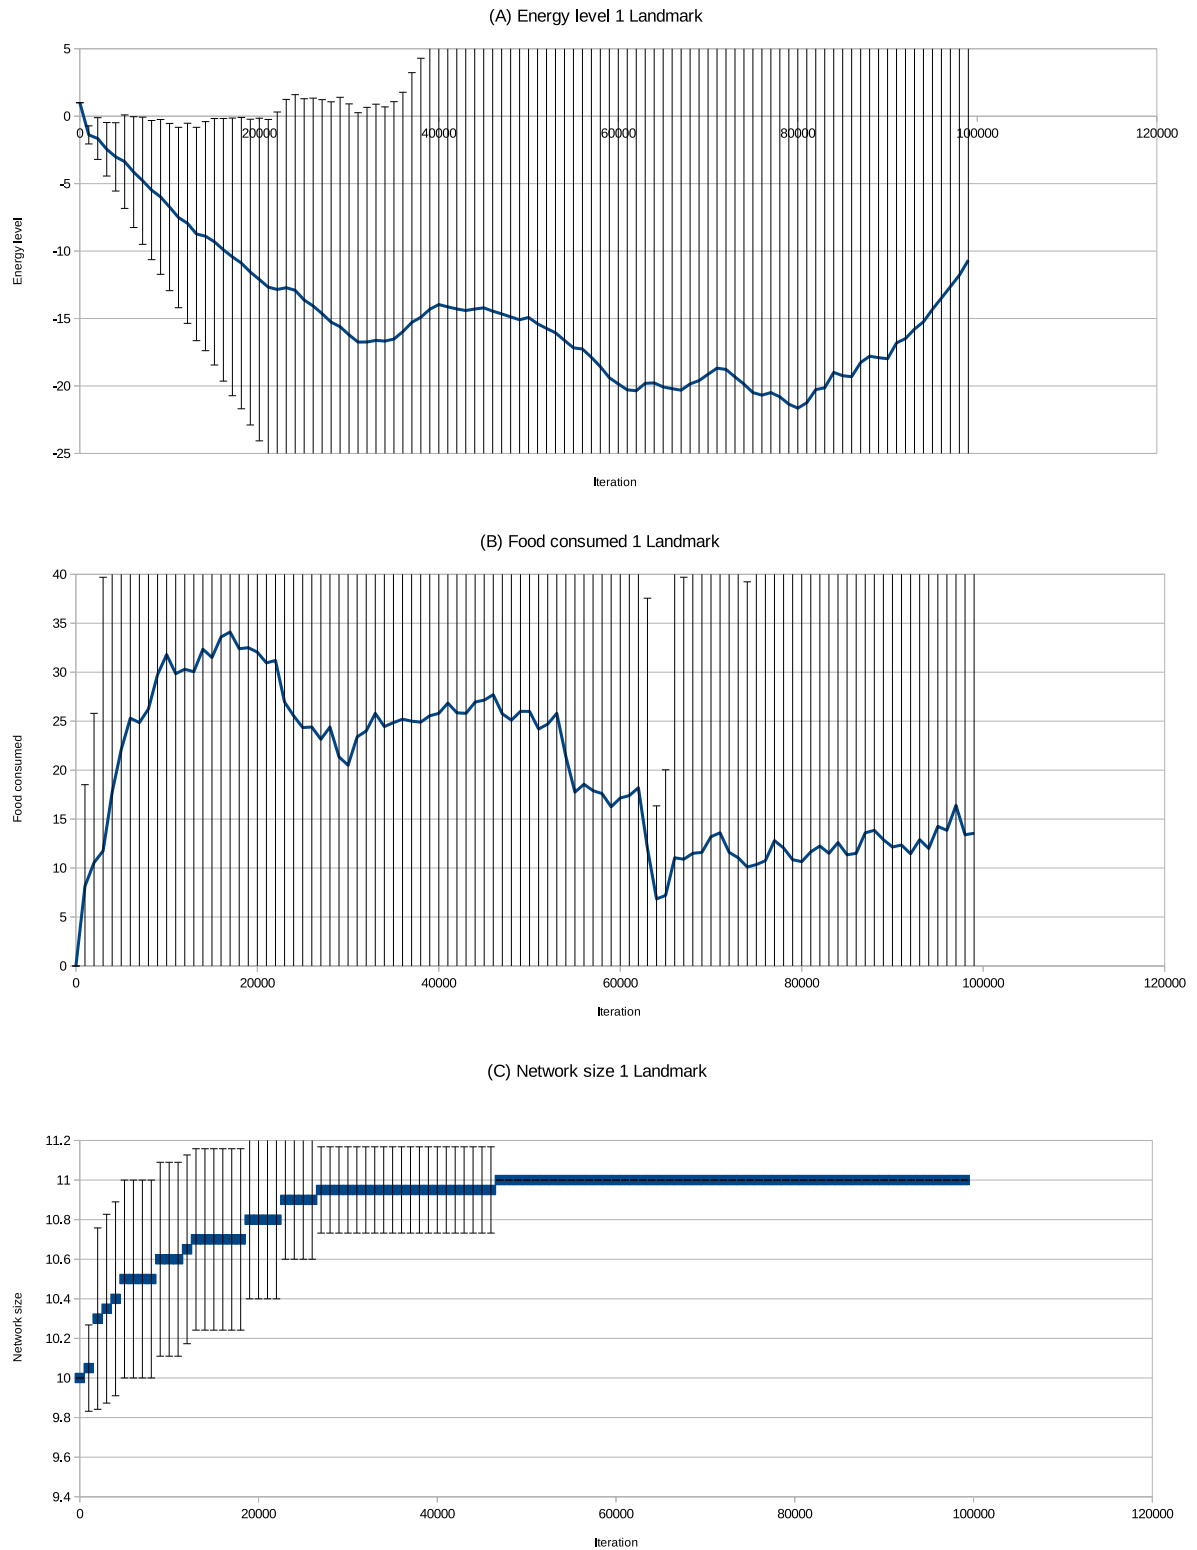 (A) Energy level 1 Landmark
5
0
-5
-10
-15
-20
-25
0 20000 40000 60000 80000 100000 120000
Energy level
Iteration
(B) Food consumed 1 Landmark
40
35
30
25
20
15
10
5
0
0 20000 40000 60000 80000 100000 120000
Food consumed
Iteration
(C) Network size 1 Landmark
11.2
11
10.8
10.6
10.4
10.2
10
9.8
9.6
9.4
0 20000 40000 60000 80000 100000 120000
Network size
Iteration